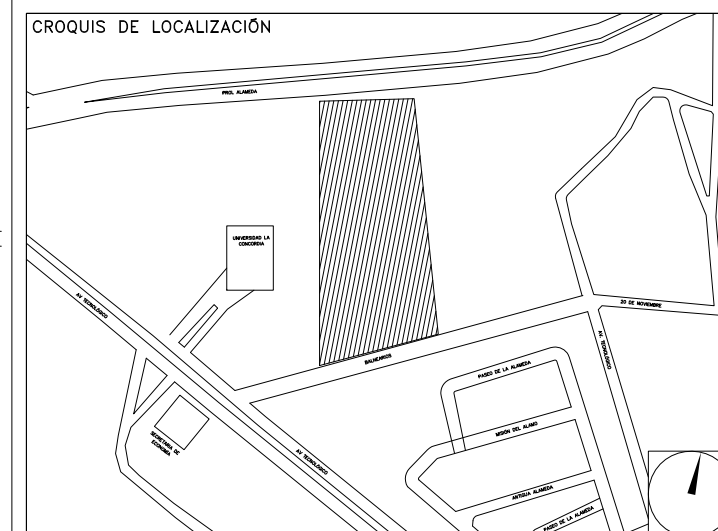 CROQUIS DE LOCALIZACIÓN
PROL ALAMEDA
UNIVERSIDAD LA
CONCORDIA
AV TECNOLÓGICO
20 DE NOVIEMBRE
BALNEARIOS
AV. TECNOLÓGICO
PASEO DE LA ALAMEDA
MISIÓN DEL ALAMO
SECRETARIA DE
ECONOMÍA
AV TECNOLÓGICO
ANTIGUA ALAMEDA
PASEO DE LA ALAMEDA